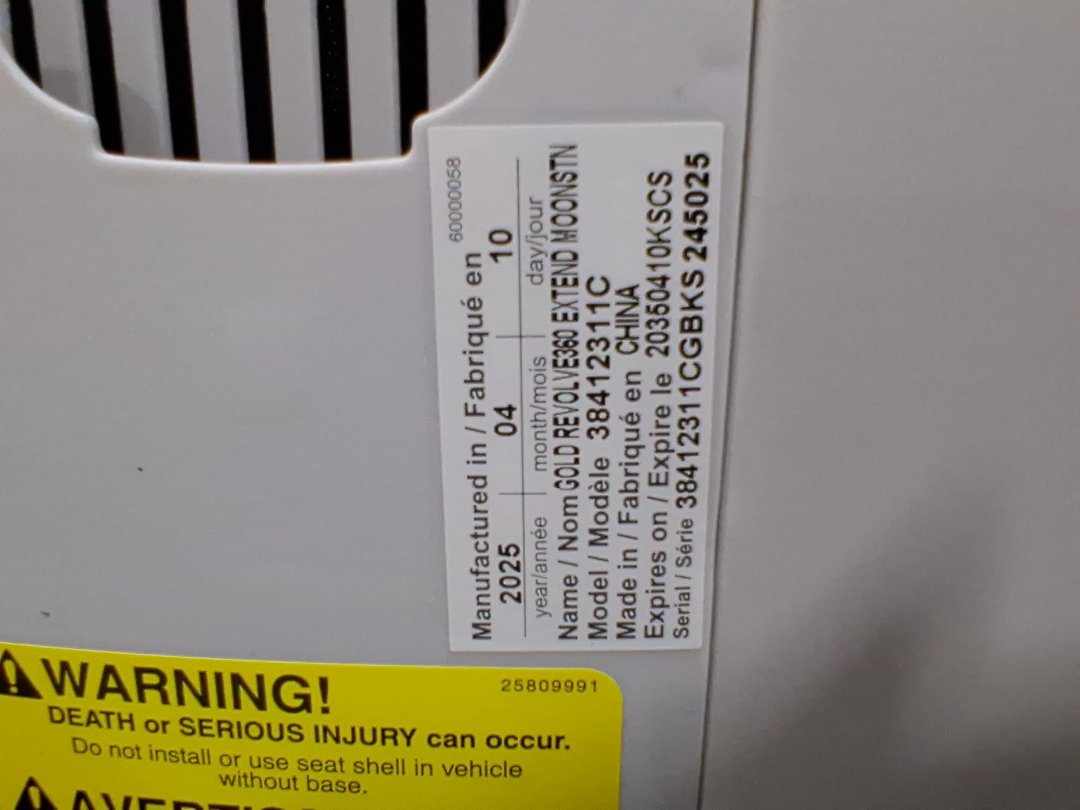 60000058
Manufactured in / Fabriqué en
2025 04 10
year/année month/mois day/jour
Name / Nom GOLD REVOLVE360 EXTEND MOONSTN
Model / Modèle 38412311C
Made in / Fabriqué en CHINA
Expires on / Expire le 20350410KSCS
Serial / Série 38412311CGBKS 245025
WARNING!
25809991
DEATH or SERIOUS INJURY can occur.
Do not install or use seat shell in vehicle
without base.